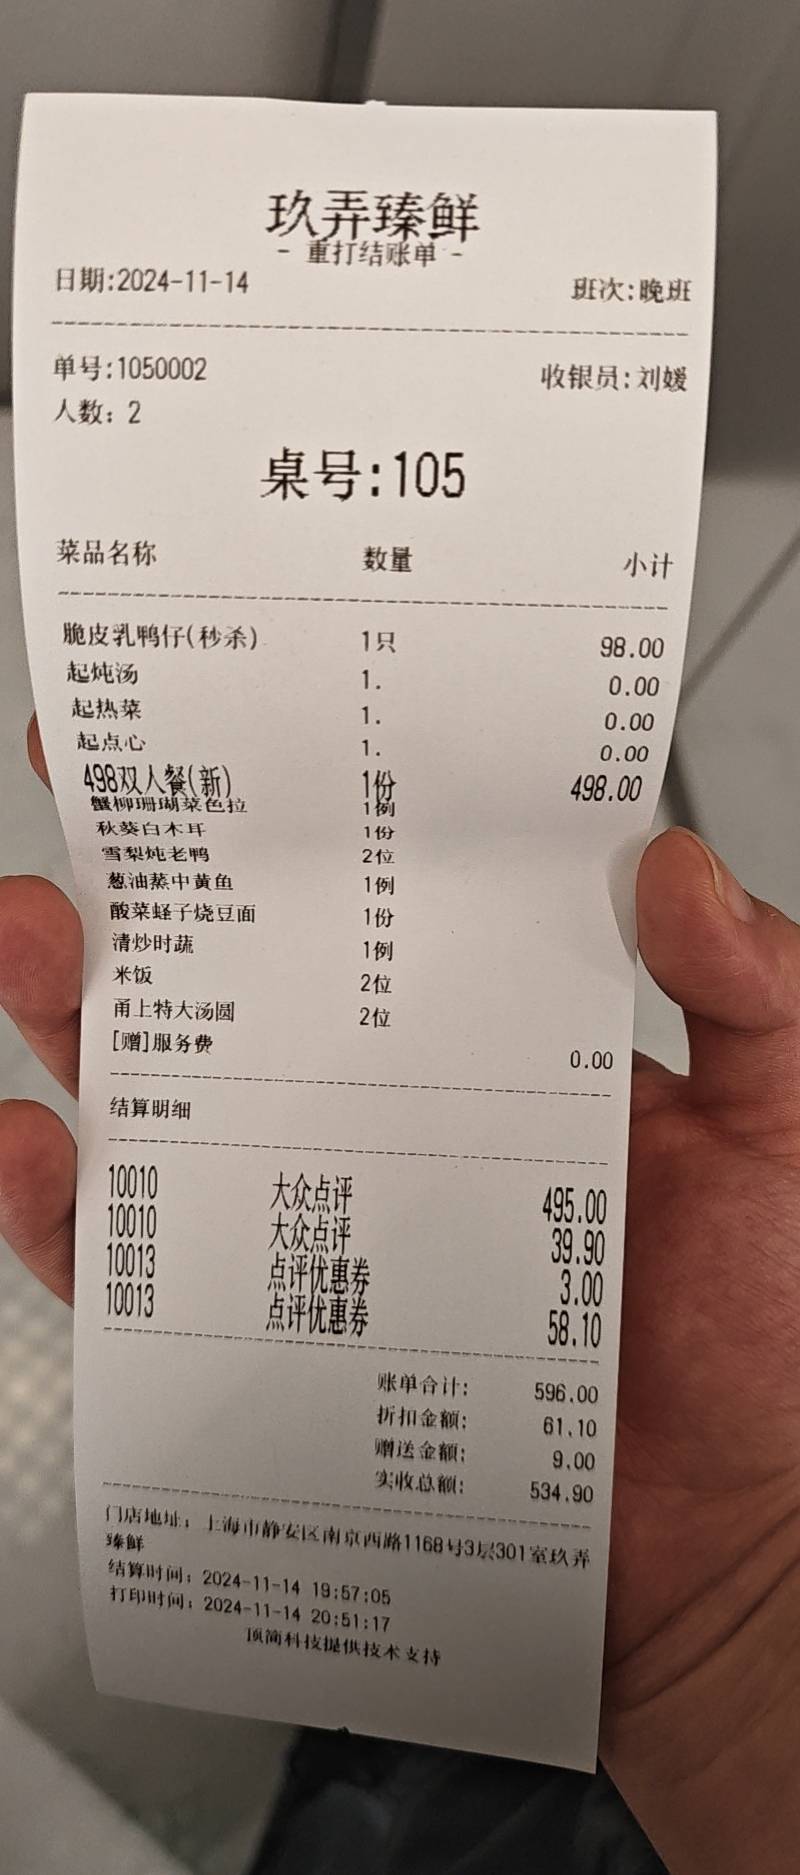 玖弄臻鲜
- 重打结账单 -
日期:2024-11-14 班次:晚班
单号:1050002 收银员:刘媛
人数: 2
桌号:105
菜品名称 数量 小计
脆皮乳鸭仔(秒杀) 1只 98.00
起炖汤 1. 0.00
起热菜 1. 0.00
起点心 1. 0.00
498双人餐(新) 1份 498.00
蟹柳珊瑚菜色拉 1例
秋葵白木耳 1份
雪梨炖老鸭 2位
葱油蒸中黄鱼 1例
酸菜蛏子烧豆面 1份
清炒时蔬 1例
米饭 2位
甬上特大汤圆 2位
[赠]服务费 0.00
结算明细
10010 大众点评 495.00
10010 大众点评 39.90
10013 点评优惠券 3.00
10013 点评优惠券 58.10
账单合计: 596.00
折扣金额: 61.10
赠送金额: 9.00
实收总额: 534.90
门店地址: 上海市静安区南京西路1168号3层301室玖弄
臻鲜
结算时间: 2024-11-14 19:57:05
打印时间: 2024-11-14 20:51:17
顶简科技提供技术支持